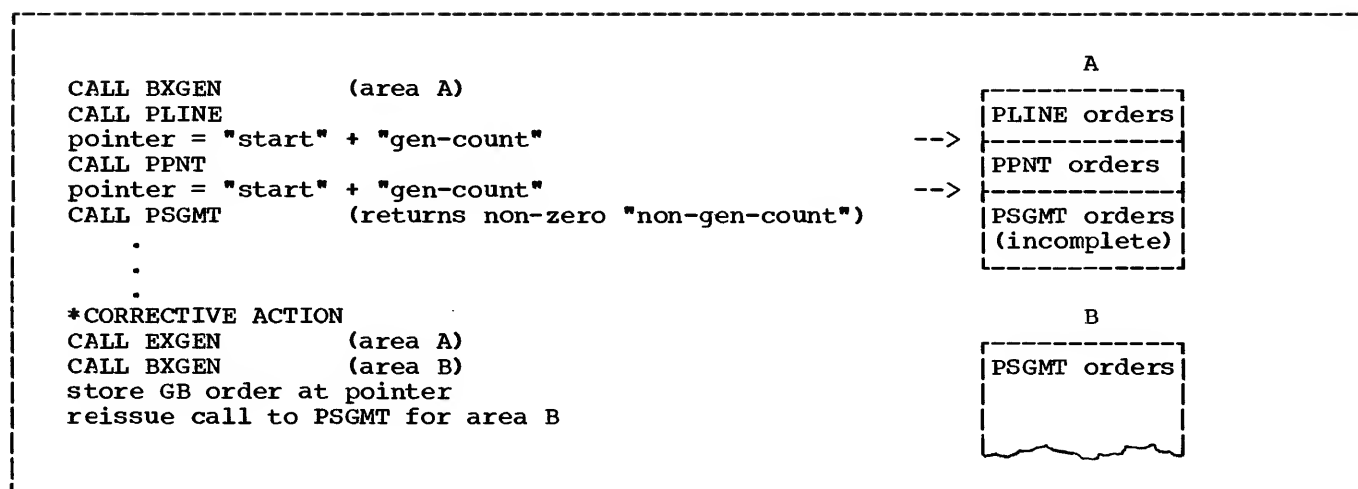 A
CALL BXGEN (area A)
CALL PLINE
PLINE orders
pointer = "start" + "gen-count" -->
CALL PPNT
PPNT orders
pointer = "start" + "gen-count" -->
CALL PSGMT (returns non-zero "non-gen-count")
PSGMT orders
(incomplete)
.
.
.
*CORRECTIVE ACTION
B
CALL EXGEN (area A)
CALL BXGEN (area B)
PSGMT orders
store GB order at pointer
reissue call to PSGMT for area B